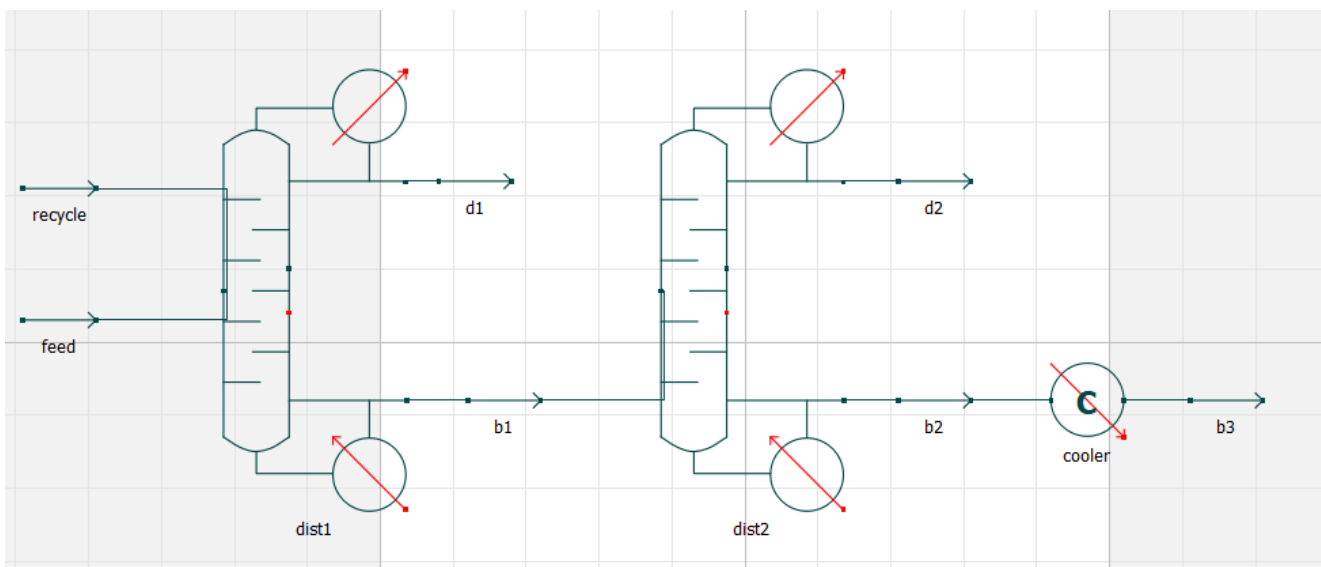 recycle
d1
d2
feed
b1
b2
C
b3
cooler
dist1
dist2